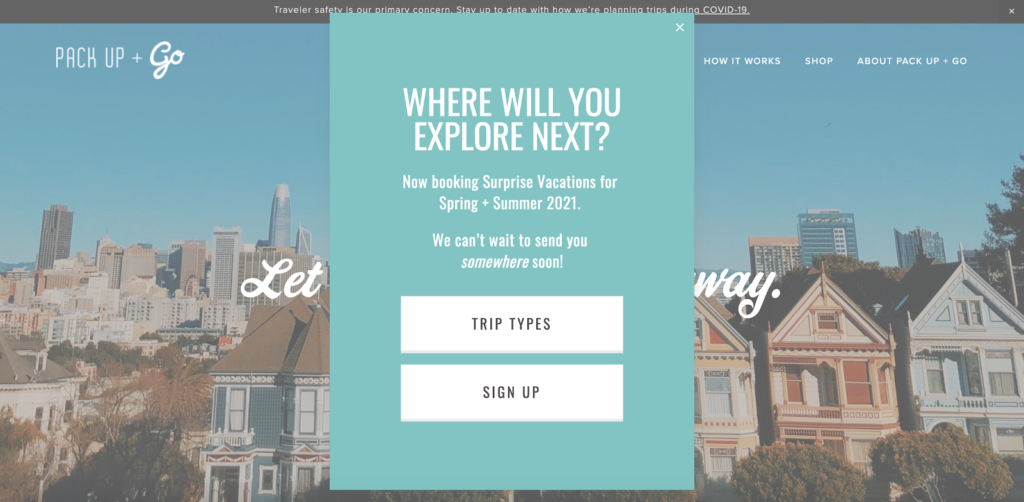 Traveler safety is our primary concern. Stay up to date with how we're planning trips during COVID-19.
PACK UP + Go
HOW IT WORKS
SHOP
ABOUT PACK UP + GO
WHERE WILL YOU
EXPLORE NEXT?
Now booking Surprise Vacations for
Spring + Summer 2021.
We can't wait to send you
somewhere soon!
Let way.
TRIP TYPES
SIGN UP